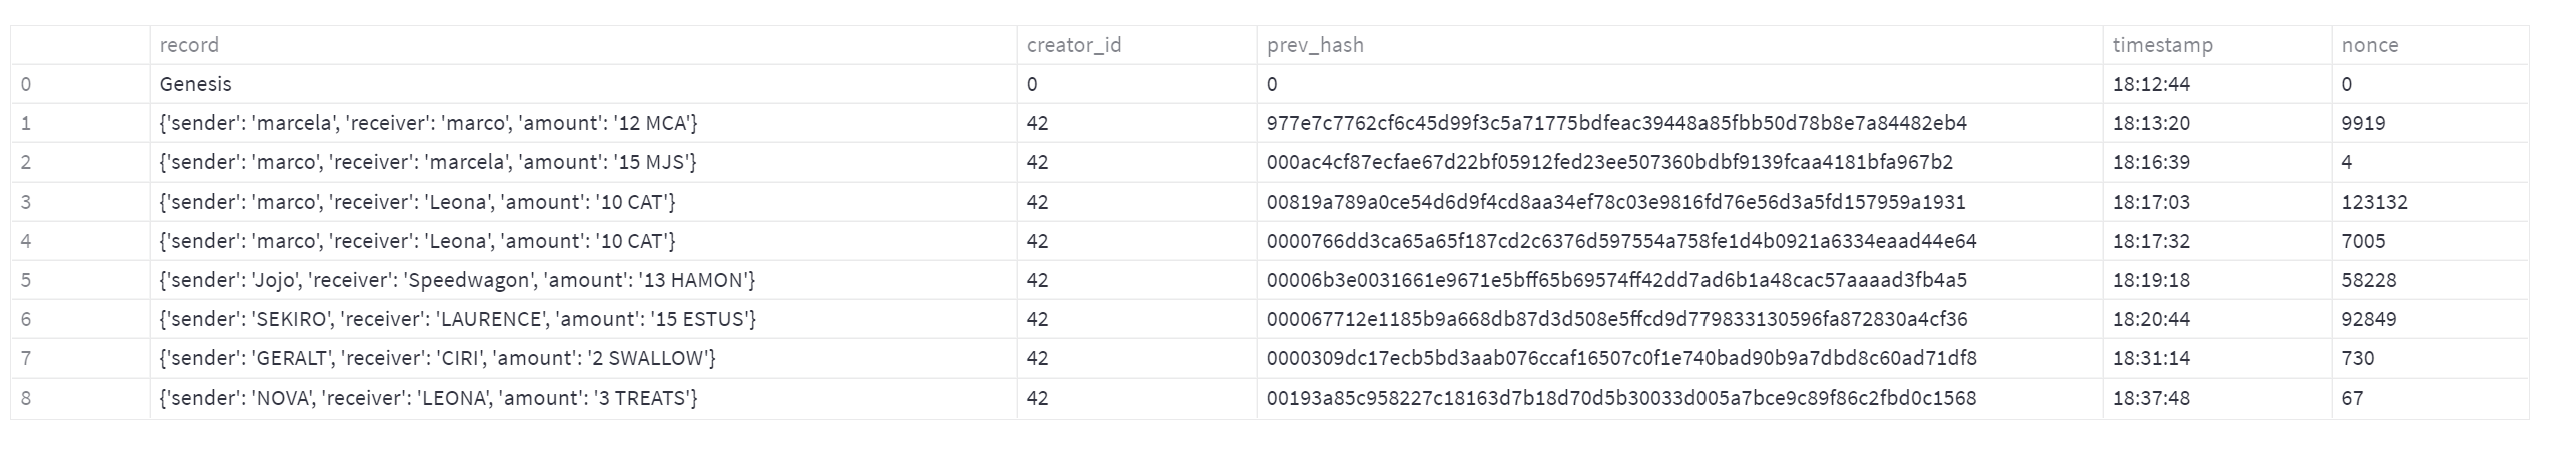 record creator_id prev_hash timestamp nonce
0 Genesis 0 0 18:12:44 0
1 {'sender': 'marcela', 'receiver': 'marco', 'amount': '12 MCA'} 42 977e7c7762cf6c45d99f3c5a71775bdfeac39448a85fbb50d78b8e7a84482eb4 18:13:20 9919
2 {'sender': 'marco', 'receiver': 'marcela', 'amount': '15 MJS'} 42 000ac4cf87ecfae67d22bf05912fed23ee507360bdbf9139fcaa4181bfa967b2 18:16:39 4
3 {'sender': 'marco', 'receiver': 'Leona', 'amount': '10 CAT'} 42 00819a789a0ce54d6d9f4cd8aa34ef78c03e9816fd76e56d3a5fd157959a1931 18:17:03 123132
4 {'sender': 'marco', 'receiver': 'Leona', 'amount': '10 CAT'} 42 0000766dd3ca65a65f187cd2c6376d597554a758fe1d4b0921a6334eaad44e64 18:17:32 7005
5 {'sender': 'Jojo', 'receiver': 'Speedwagon', 'amount': '13 HAMON'} 42 00006b3e0031661e9671e5bff65b69574ff42dd7ad6b1a48cac57aaaad3fb4a5 18:19:18 58228
6 {'sender': 'SEKIRO', 'receiver': 'LAURENCE', 'amount': '15 ESTUS'} 42 000067712e1185b9a668db87d3d508e5ffcd9d779833130596fa872830a4cf36 18:20:44 92849
7 {'sender': 'GERALT', 'receiver': 'CIRI', 'amount': '2 SWALLOW'} 42 0000309dc17ecb5bd3aab076ccaf16507c0f1e740bad90b9a7dbd8c60ad71df8 18:31:14 730
8 {'sender': 'NOVA', 'receiver': 'LEONA', 'amount': '3 TREATS'} 42 00193a85c958227c18163d7b18d70d5b30033d005a7bce9c89f86c2fbd0c1568 18:37:48 67